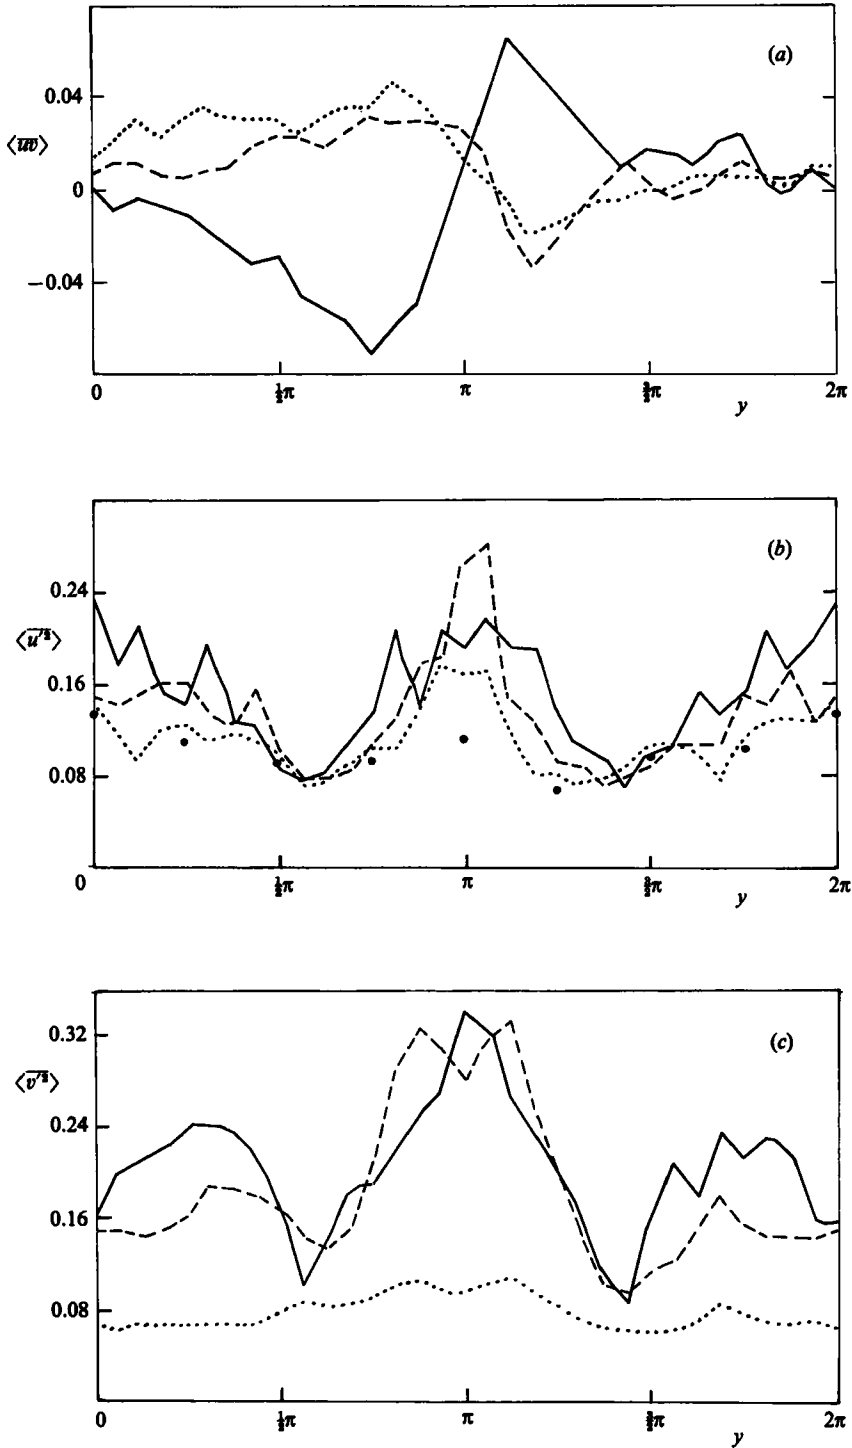 (a)
0.04
⟨u̅v̅⟩
0
−0.04
0 ½π π 3/2π 2π
y
(b)
0.24
⟨u′²⟩
0.16
0.08
0 ½π π 3/2π 2π
y
(c)
0.32
⟨v′²⟩
0.24
0.16
0.08
0 ½π π 3/2π 2π
y